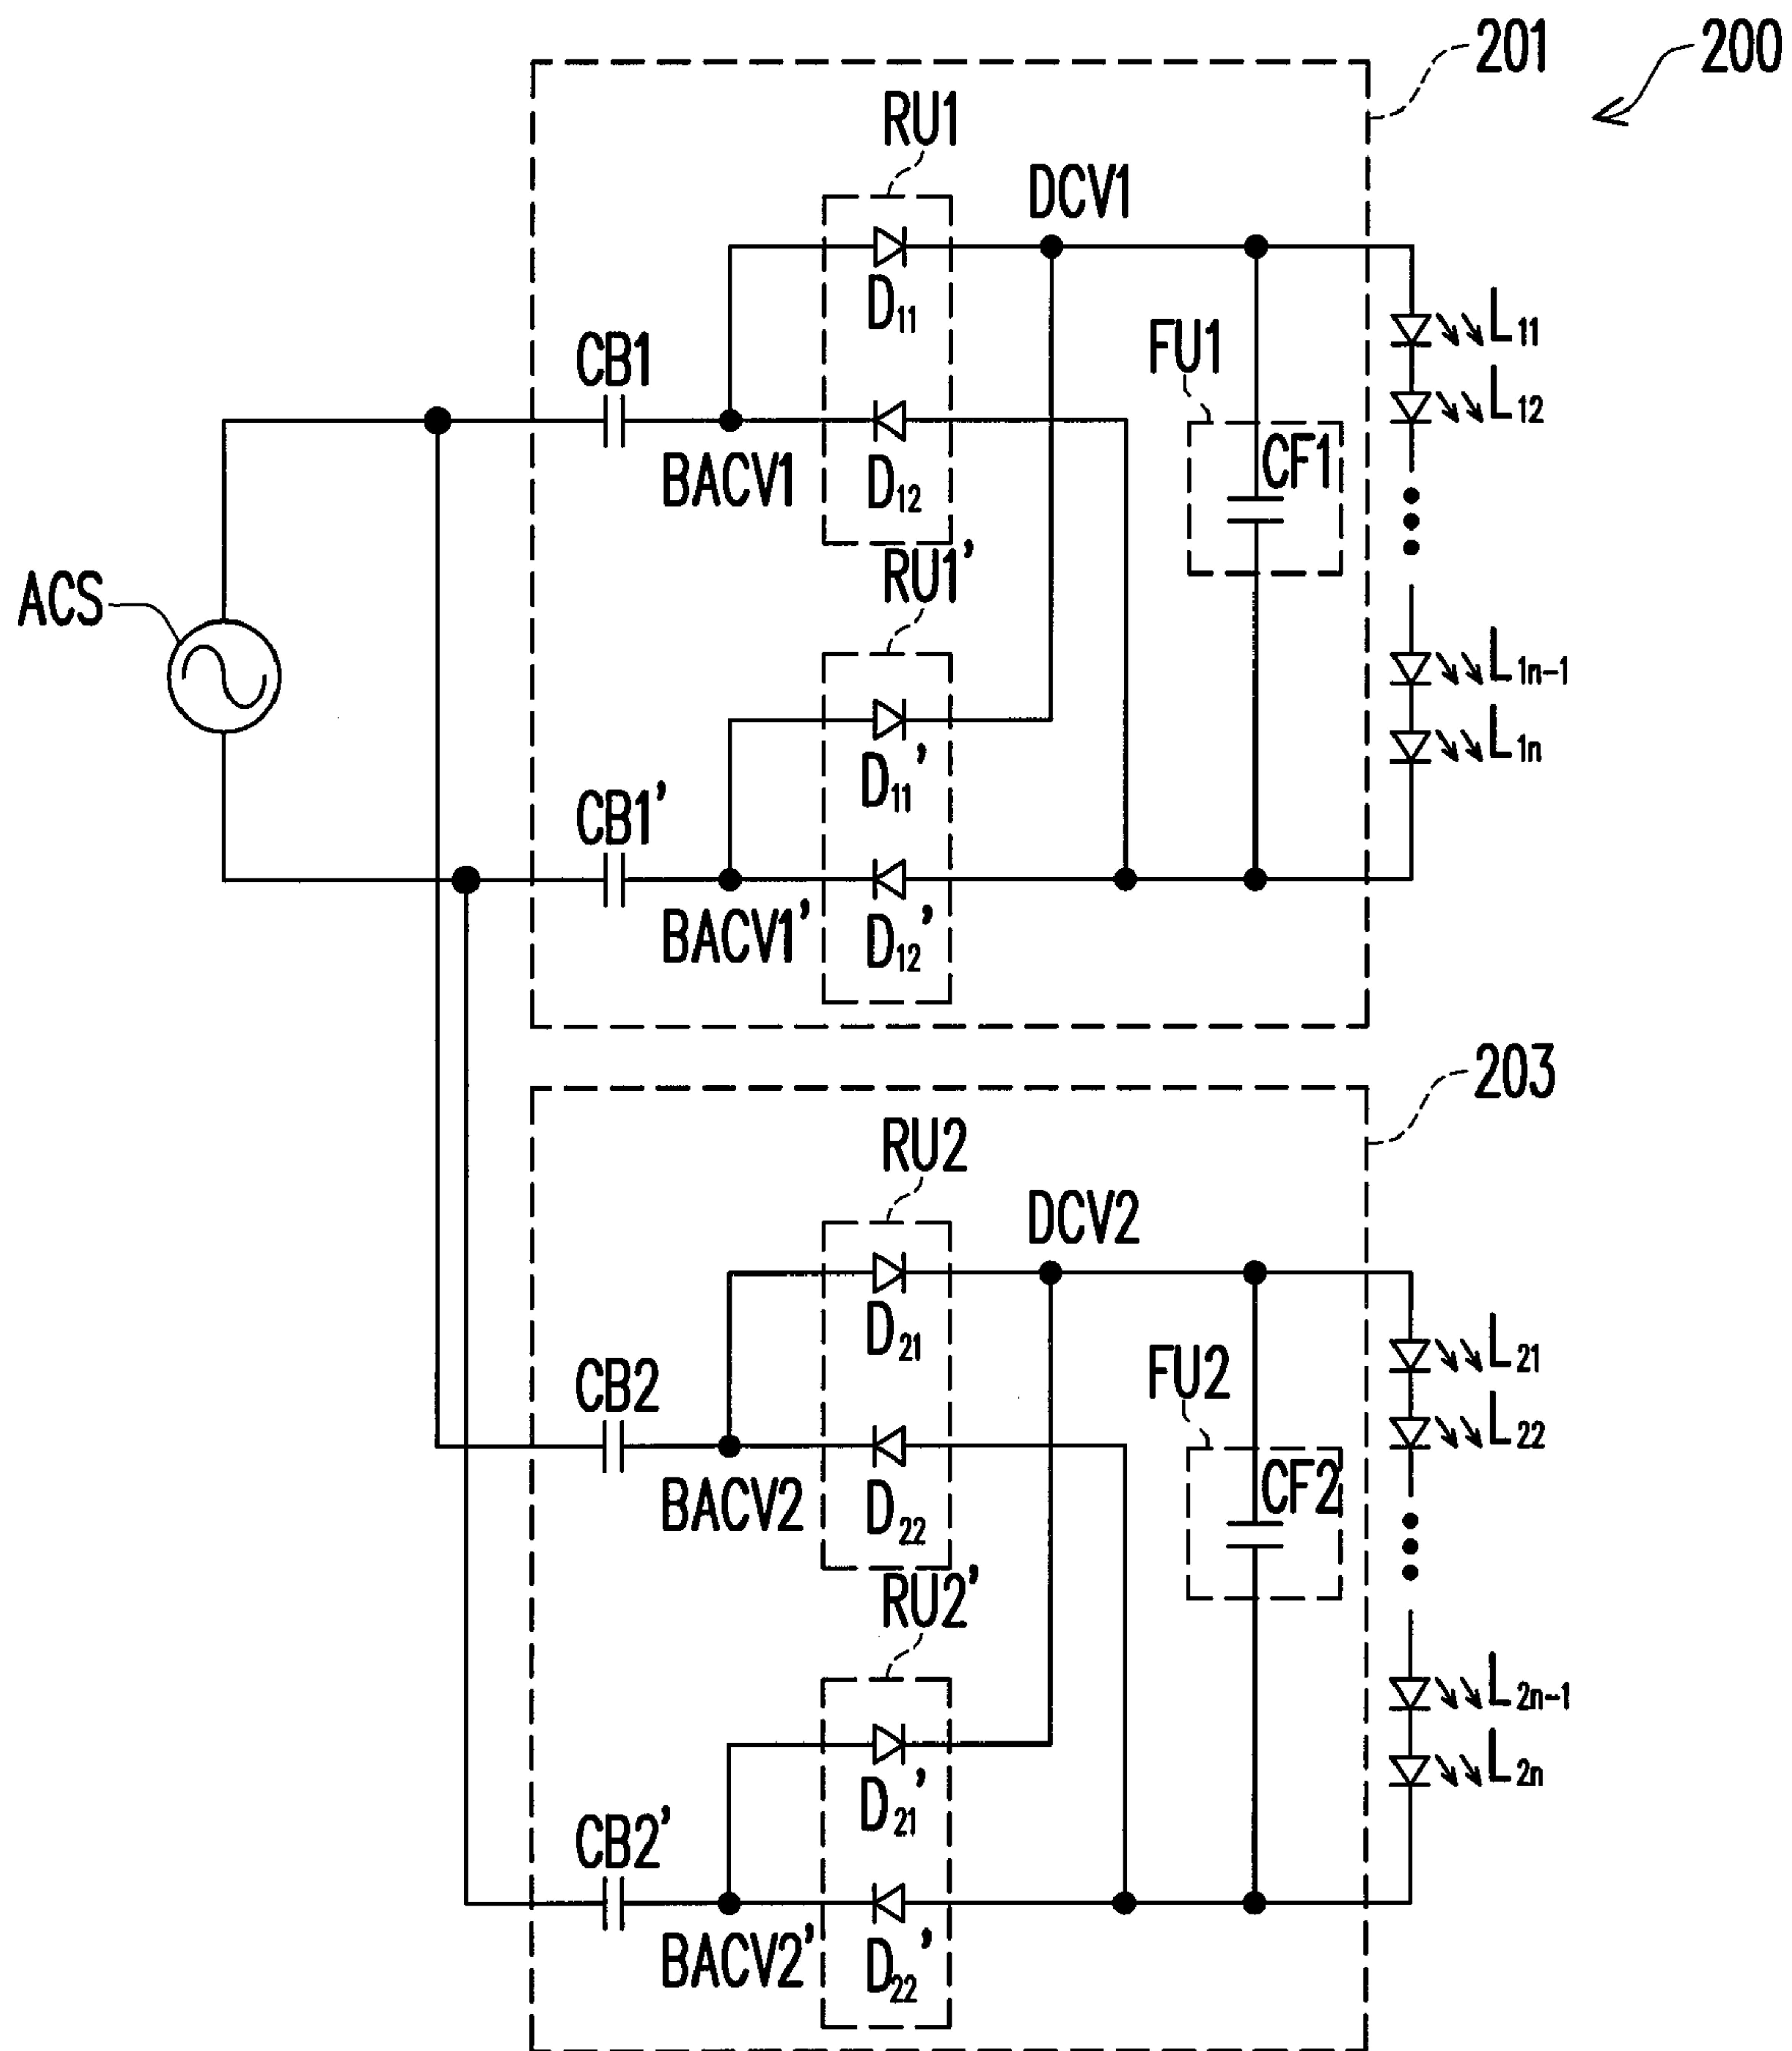 201
200
RU1
DCV1
D11
L11
FU1
CB1
L12
CF1
BACV1
D12
RU1'
ACS
L1n-1
D11'
L1n
CB1'
BACV1'
D12'
203
RU2
DCV2
D21
L21
FU2
CB2
L22
CF2
BACV2
D22
RU2'
L2n-1
D21'
L2n
CB2'
BACV2'
D22'